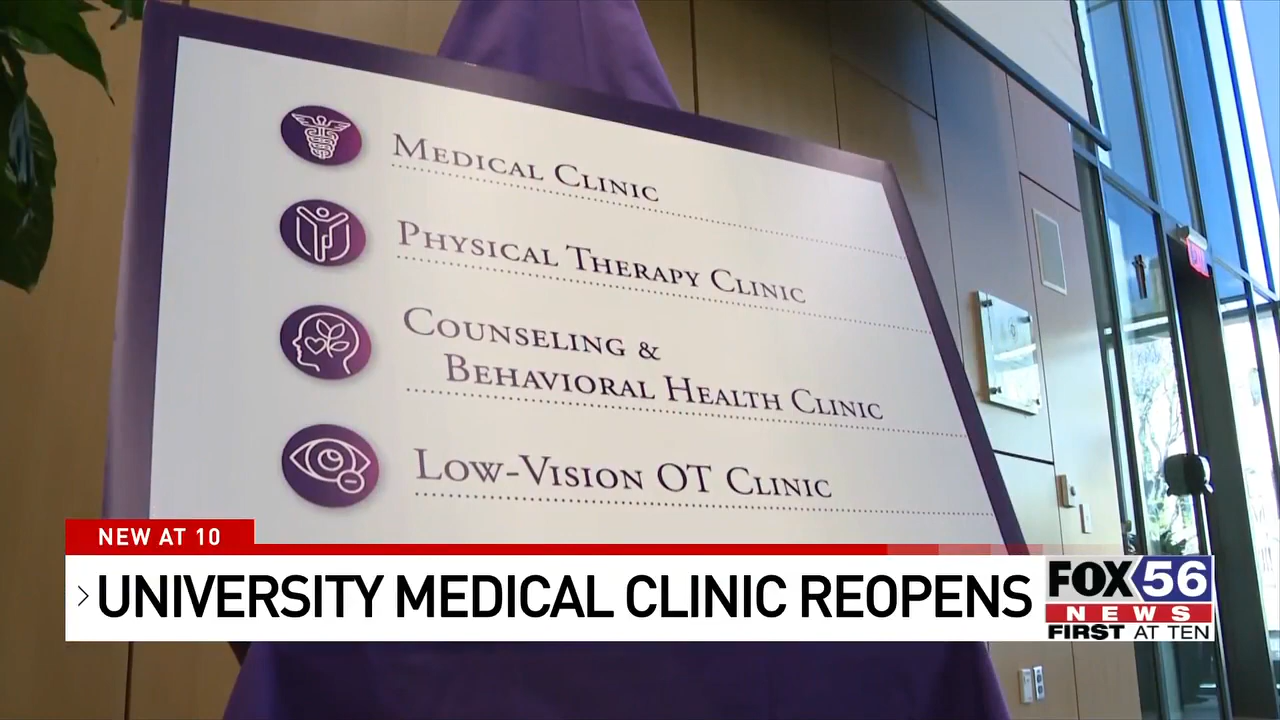 MEDICAL CLINIC
PHYSICAL THERAPY CLINIC
COUNSELING &
BEHAVIORAL HEALTH CLINIC
LOW-VISION OT CLINIC
NEW AT 10
UNIVERSITY MEDICAL CLINIC REOPENS
FOX 56
NEWS
FIRST AT TEN